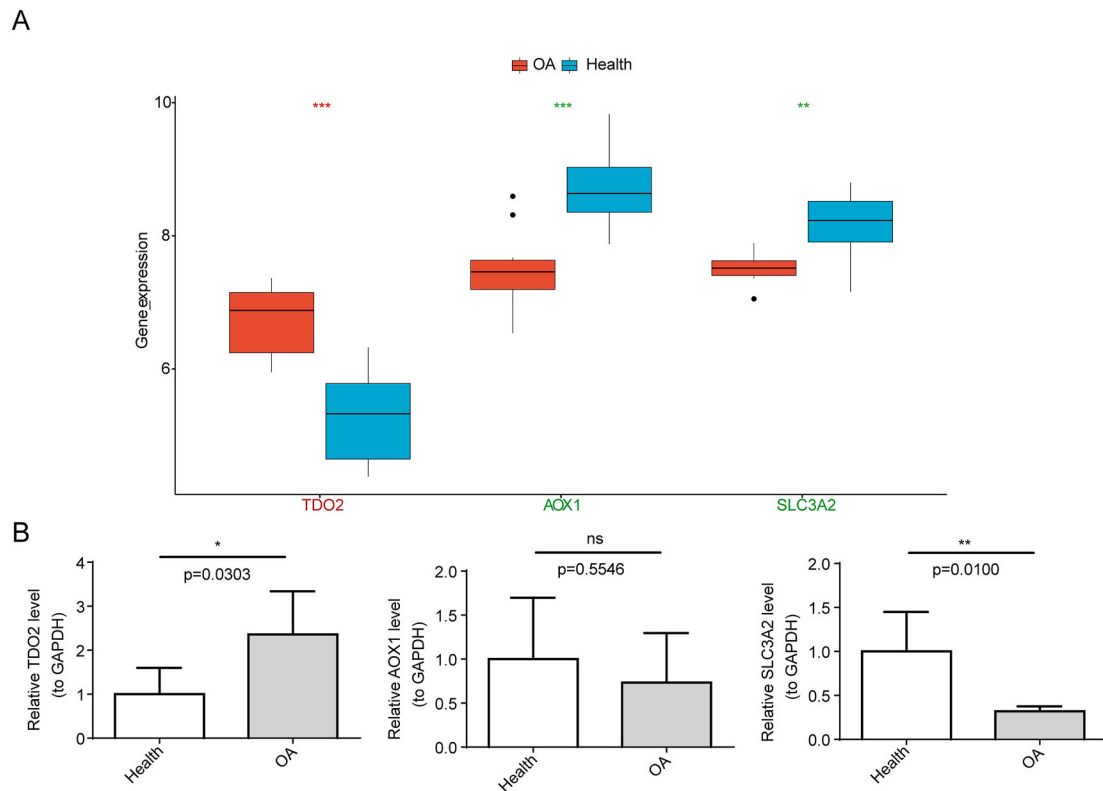 A
OA Health
10
8
6
Gene_expression
*** *** **
TDO2 AOX1 SLC3A2
B
*
p=0.0303
4
3
2
1
0
Relative TDO2 level
(to GAPDH)
Health OA
ns
p=0.5546
2.0
1.5
1.0
0.5
0.0
Relative AOX1 level
(to GAPDH)
Health OA
**
p=0.0100
2.0
1.5
1.0
0.5
0.0
Relative SLC3A2 level
(to GAPDH)
Health OA